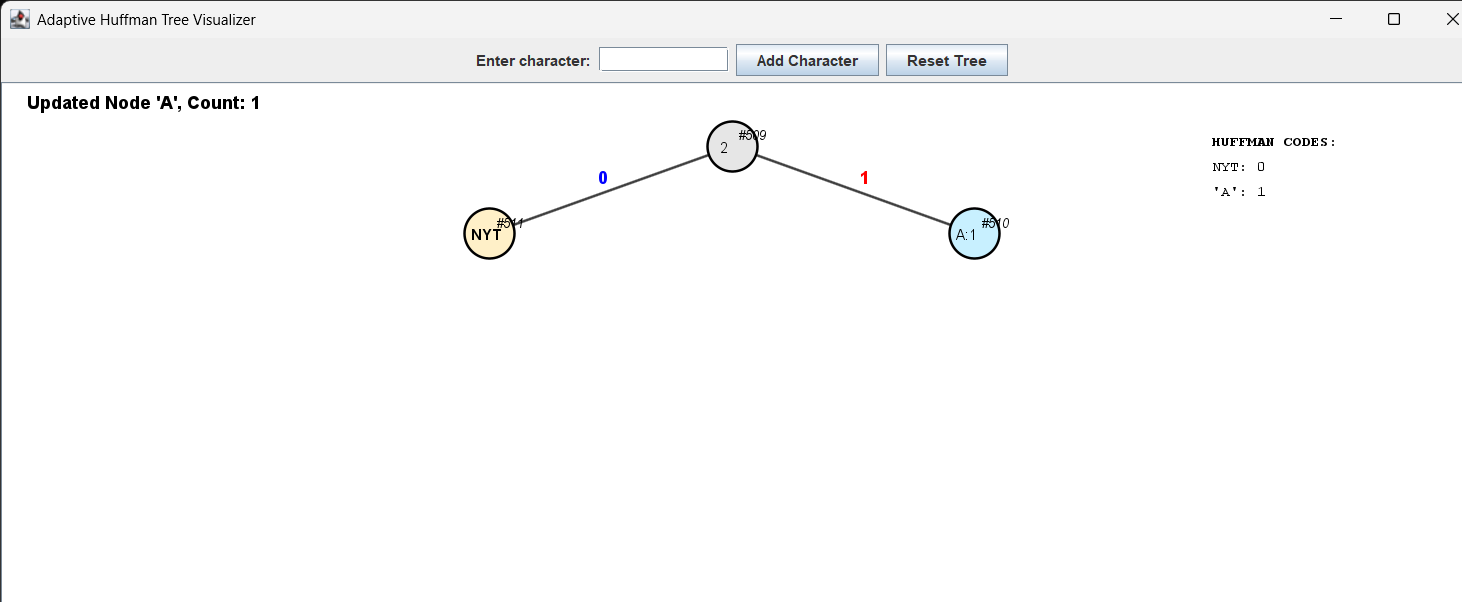 Adaptive Huffman Tree Visualizer
Enter character: Add Character Reset Tree
Updated Node 'A', Count: 1
#509
2
HUFFMAN CODES:
NYT: 0
'A': 1
0
1
#511
NYT
#510
A:1